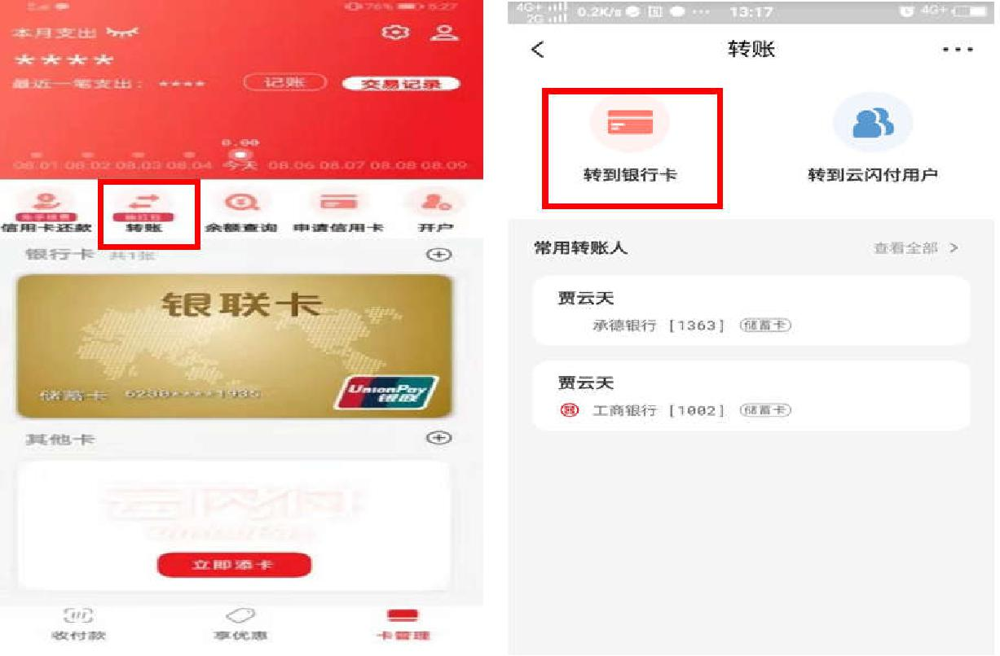 76% 5:27
本月支出
****
最近一笔支出: ****
记账
交易记录
0.00
08.01 08.02 08.03 08.04 今天 08.06 08.07 08.08 08.09
信用卡还款
转账
余额查询
申请信用卡
开户
银行卡 共1张
银联卡
储蓄卡 6230****1935
UnionPay
银联
其他卡
云闪付
立即添卡
收付款
享优惠
卡管理
4G+ 2G 0.2K/s 13:17 4G+
转账
转到银行卡
转到云闪付用户
常用转账人
查看全部 >
贾云天
承德银行 [1363] 储蓄卡
贾云天
工商银行 [1002] 储蓄卡